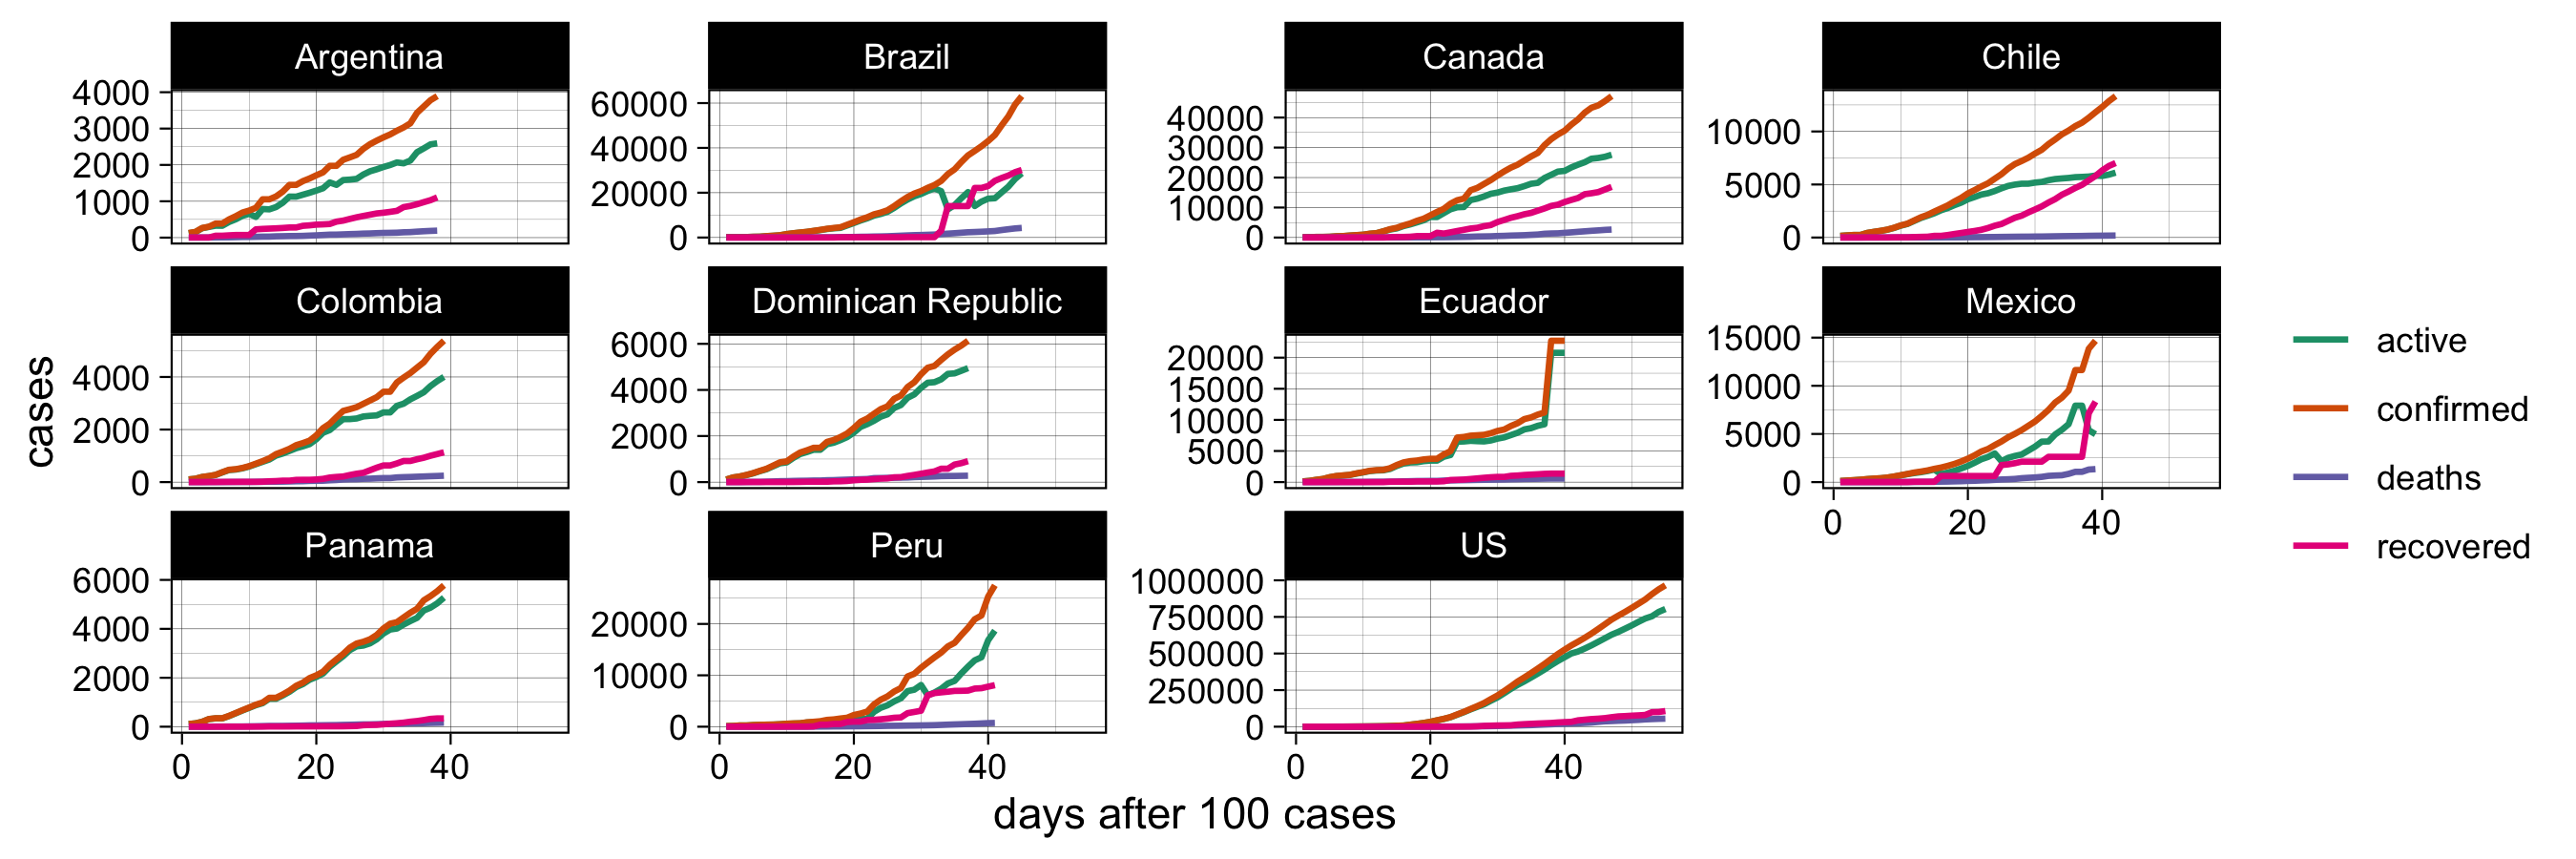 Argentina
4000
3000
2000
1000
0
Brazil
60000
40000
20000
0
Canada
40000
30000
20000
10000
0
Chile
10000
5000
0
Colombia
4000
2000
0
Dominican Republic
6000
4000
2000
0
Ecuador
20000
15000
10000
5000
0
Mexico
15000
10000
5000
0
0 20 40
Panama
6000
4000
2000
0
0 20 40
Peru
20000
10000
0
0 20 40
US
1000000
750000
500000
250000
0
0 20 40
cases
days after 100 cases
active
confirmed
deaths
recovered